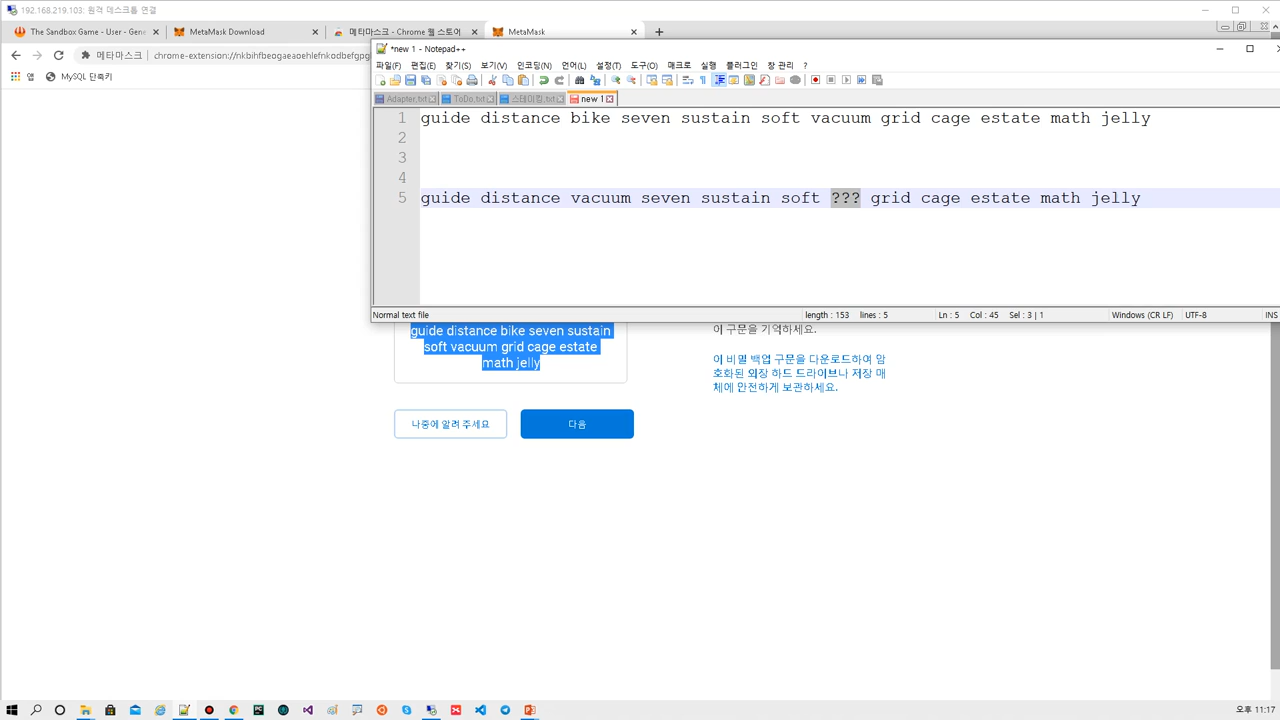 192.168.219.103: 원격 데스크톱 연결
The Sandbox Game - User - Gene
MetaMask Download
메타마스크 - Chrome 웹 스토어
MetaMask
메타마스크
chrome-extension://nkbihfbeogaeaoehlefnkodbefgpg
앱
MySQL 단축키
*new 1 - Notepad++
파일(F) 편집(E) 찾기(S) 보기(V) 인코딩(N) 언어(L) 설정(T) 도구(O) 매크로 실행 플러그인 창 관리 ?
Adapter.txt ToDo.txt 스테이킹.txt new 1
1 guide distance bike seven sustain soft vacuum grid cage estate math jelly
2
3
4
5 guide distance vacuum seven sustain soft ??? grid cage estate math jelly
Normal text file length : 153 lines : 5 Ln : 5 Col : 45 Sel : 3 | 1 Windows (CR LF) UTF-8 INS
guide distance bike seven sustain
soft vacuum grid cage estate
math jelly
이 구문을 기억하세요.
이 비밀 백업 구문을 다운로드하여 암
호화된 외장 하드 드라이브나 저장 매
체에 안전하게 보관하세요.
나중에 알려 주세요
다음
오후 11:17